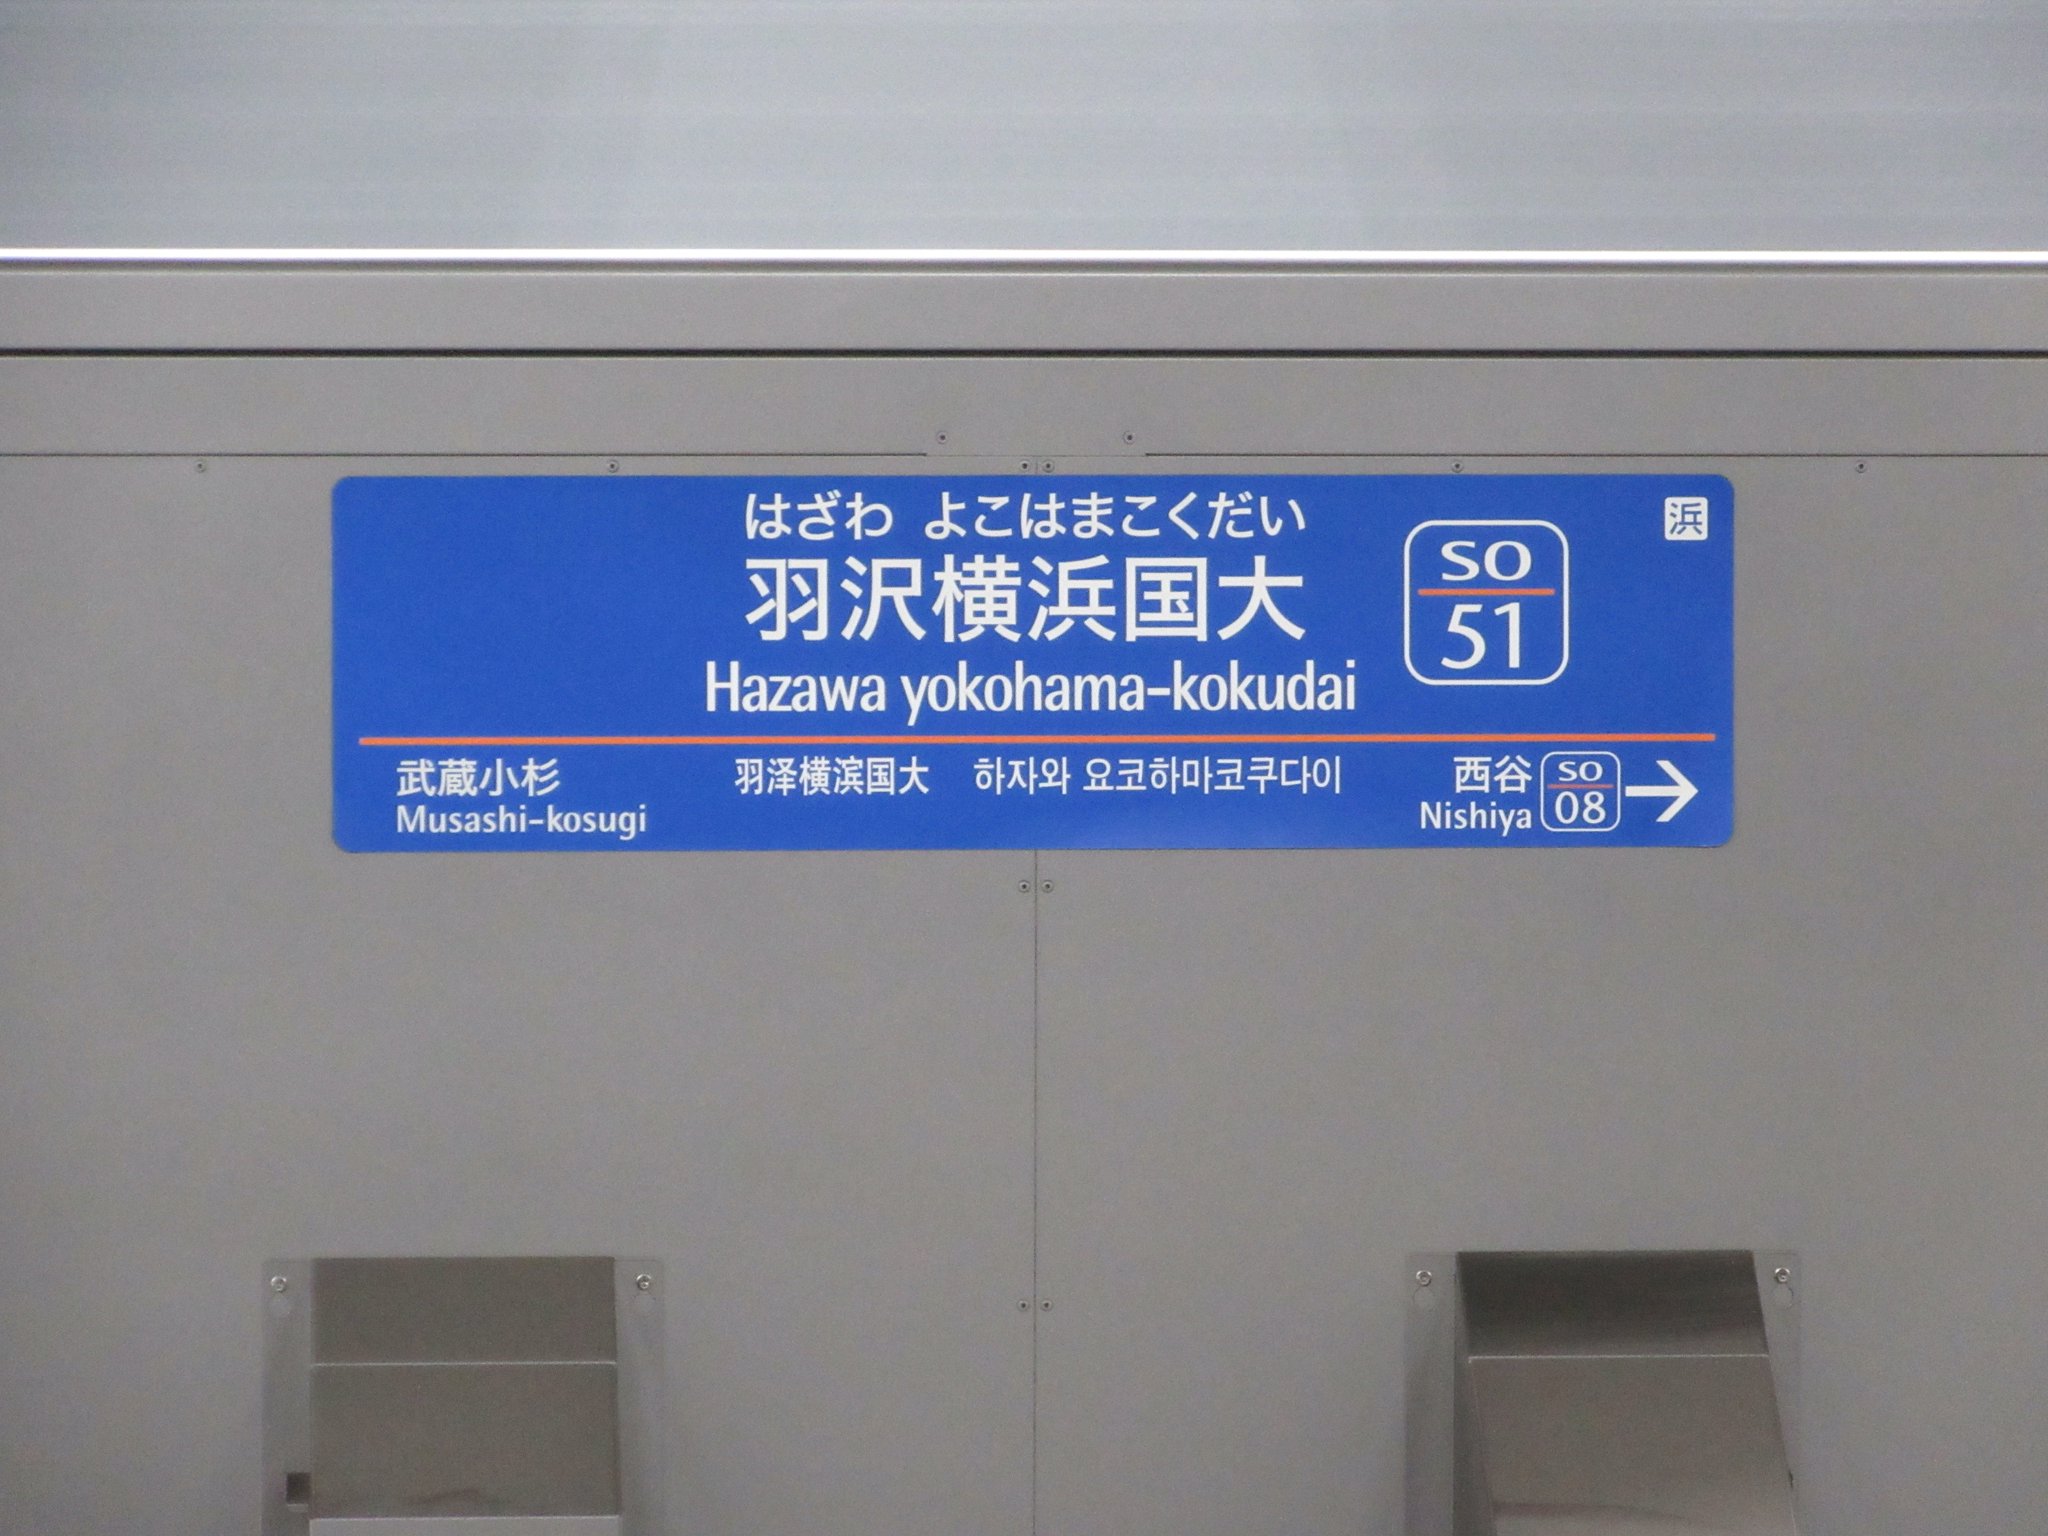 はざわ よこはまこくだい
浜
羽沢横浜国大
SO
51
Hazawa yokohama-kokudai
武蔵小杉
羽泽横滨国大 하자와 요코하마코쿠다이
西谷
SO
08
→
Musashi-kosugi
Nishiya